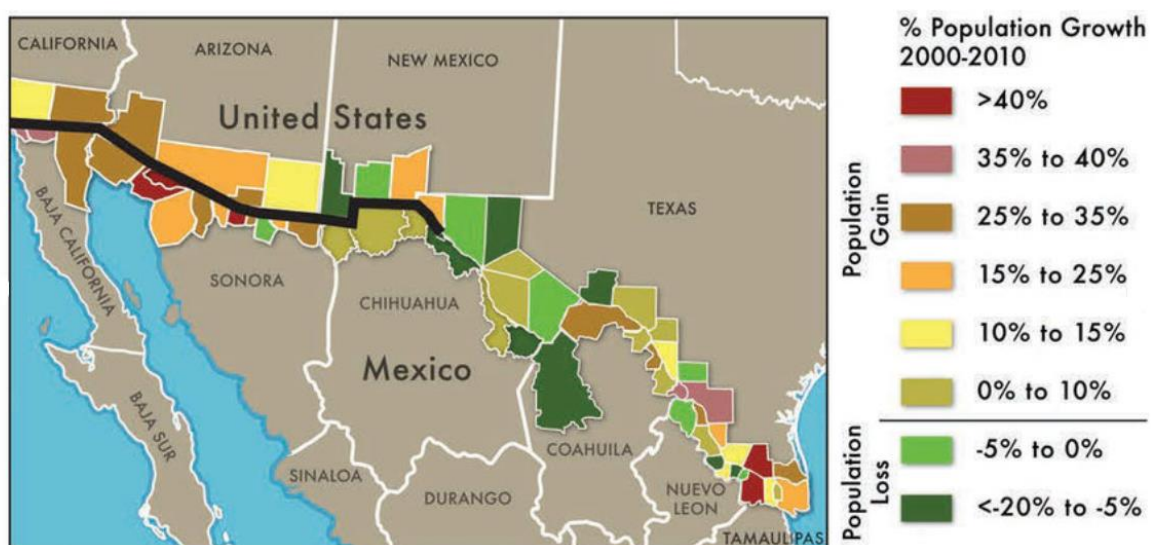 CALIFORNIA
ARIZONA
NEW MEXICO
United States
TEXAS
BAJA CALIFORNIA
SONORA
CHIHUAHUA
Mexico
BAJA SUR
SINALOA
DURANGO
COAHUILA
NUEVO
LEON
TAMAULIPAS
% Population Growth
2000-2010
Population
Gain
>40%
35% to 40%
25% to 35%
15% to 25%
10% to 15%
0% to 10%
Population
Loss
-5% to 0%
<-20% to -5%